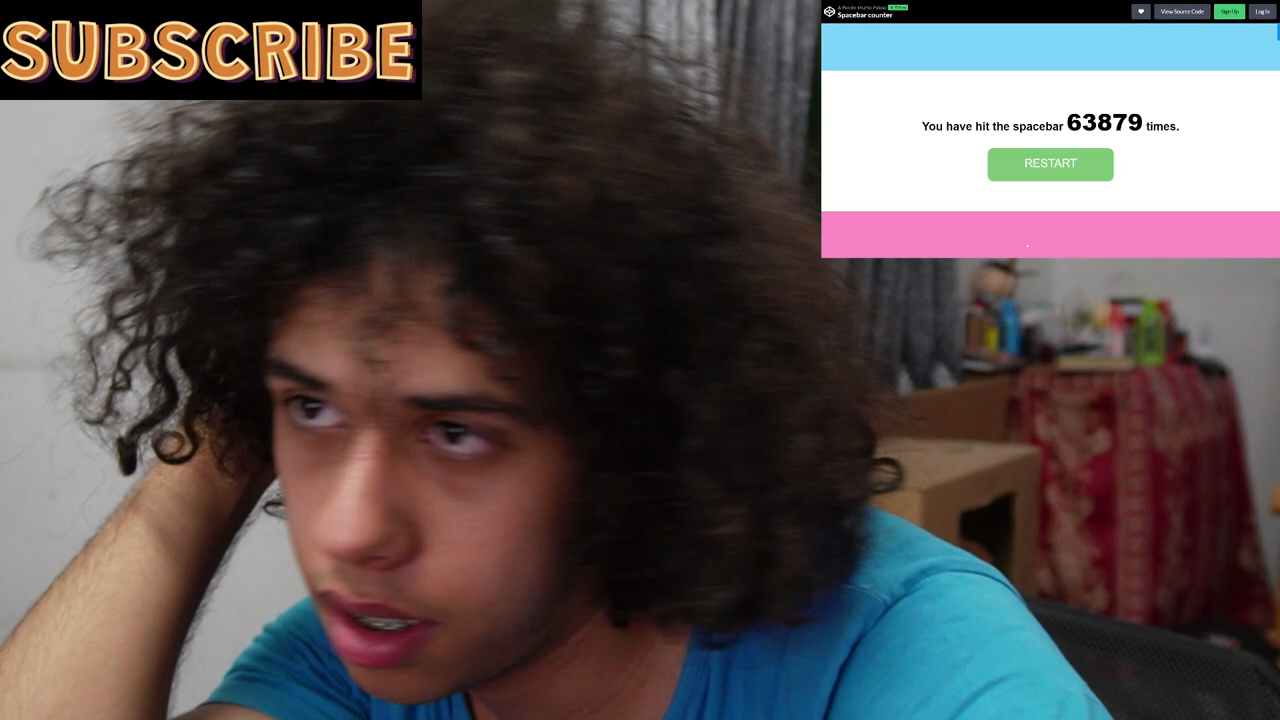 SUBSCRIBE
Spacebar counter
View Source Code
Sign Up
Log In
You have hit the spacebar 63879 times.
RESTART